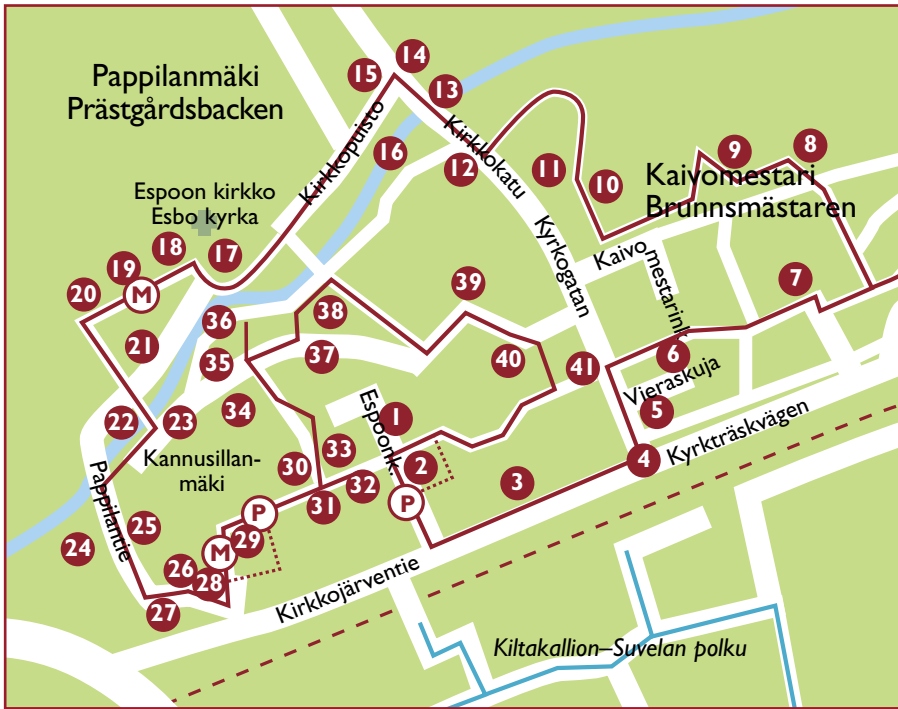 Pappilanmäki
Prästgårdsbacken
14
15
13
Kirkkokatu
Kirkkopuisto
16
12
11
10
9
8
Kaivomestari
Brunnsmästaren
Espoon kirkko
Esbo kyrka
18
17
19
20
M
21
Kyrkogatan
Kaivomestarink.
7
39
38
36
37
35
40
41
6
Vieraskuja
5
34
22
23
Kannusillan-
mäki
Espoonk.
1
33
30
2
32
31
3
4
Kyrkträskvägen
P
P
Pappilantie
25
24
29
M
26
28
27
Kirkkojärventie
Kiltakallion–Suvelan polku